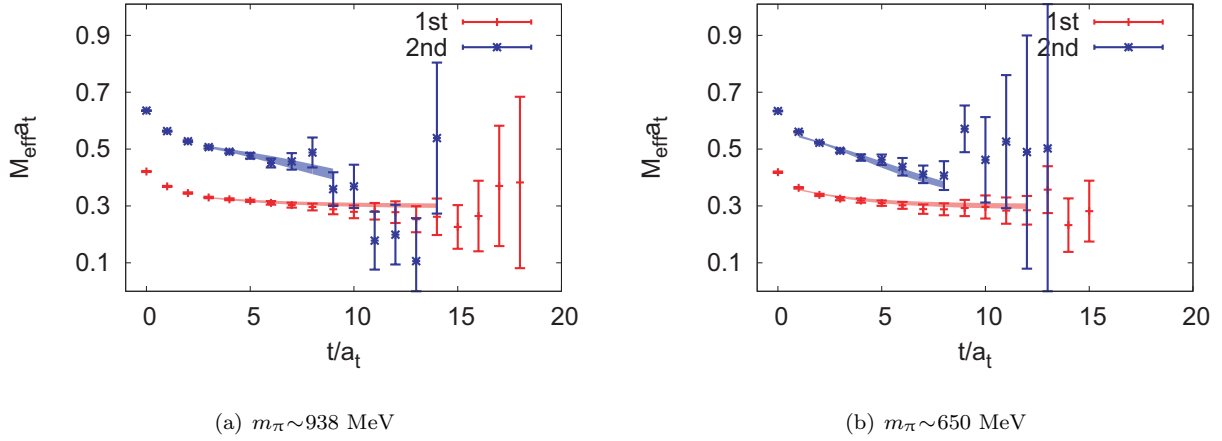 0.9
0.7
0.5
0.3
0.1
M_eff a_t
0 5 10 15 20
t/a_t
1st
2nd
(a) m_π∼938 MeV
0.9
0.7
0.5
0.3
0.1
M_eff a_t
0 5 10 15 20
t/a_t
1st
2nd
(b) m_π∼650 MeV